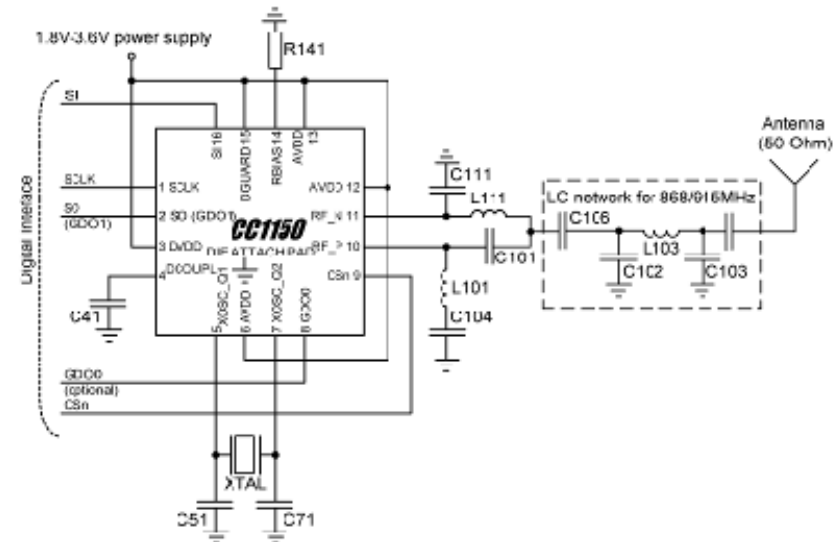 1.8V-3.6V power supply
R141
SI
SI 16
DGUARD 15
RBIAS 14
AVDD 13
Antenna
(50 Ohm)
Digital Interface
SCLK
1 SCLK
AVDD 12
C111
L111
LC network for 868/915MHz
C106
SO
(GDO1)
2 SO (GDO1)
RF_N 11
CC1150
3 DVDD
DIE ATTACH PAD
RF_P 10
C101
L103
C102
C103
4 DCOUPL
CSn 9
L101
C41
5 XOSC_Q1
6 AVDD
7 XOSC_Q2
8 GDO0
C104
GDO0
(optional)
CSn
XTAL
C51
C71